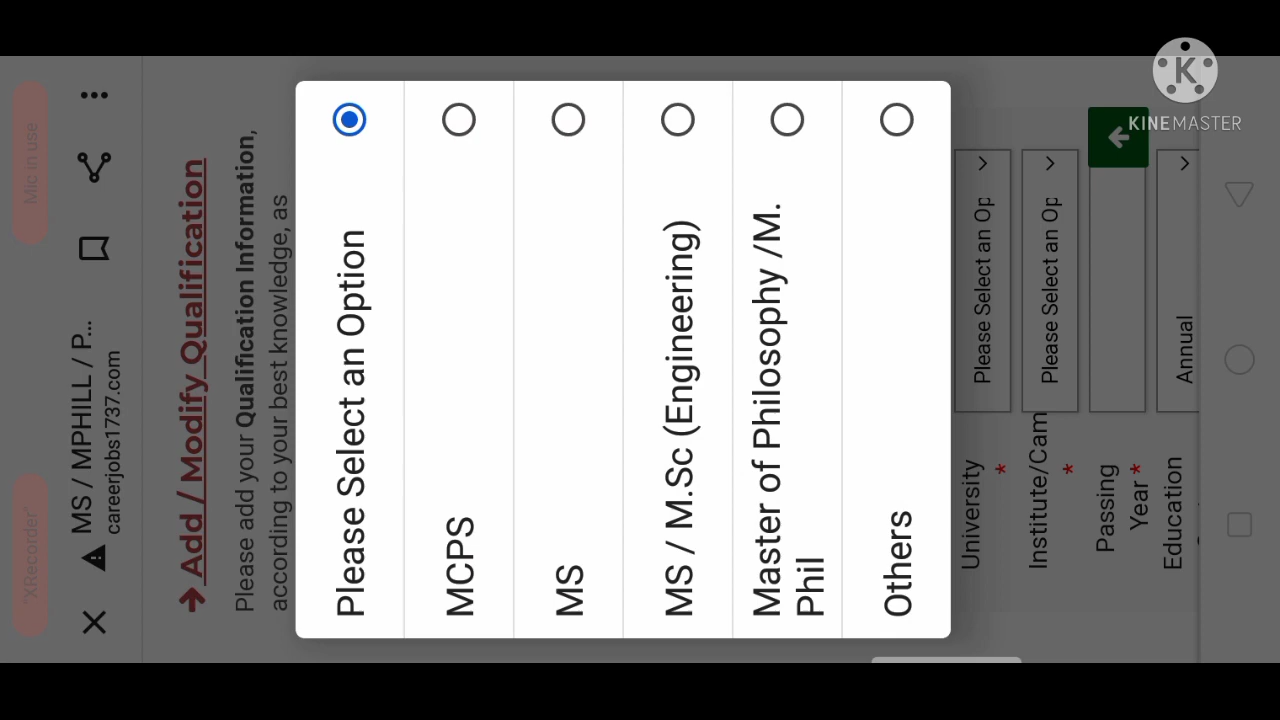 "XRecorder"
Mic in use
MS / MPHILL / P...
careerjobs1737.com
Add / Modify Qualification
Please add your Qualification Information,
according to your best knowledge, as
Please Select an Option
MCPS
MS
MS / M.Sc (Engineering)
Master of Philosophy /M.
Phil
Others
University
*
Please Select an Op
Institute/Cam
*
Please Select an Op
Passing
Year *
Education
Annual
KINEMASTER
K